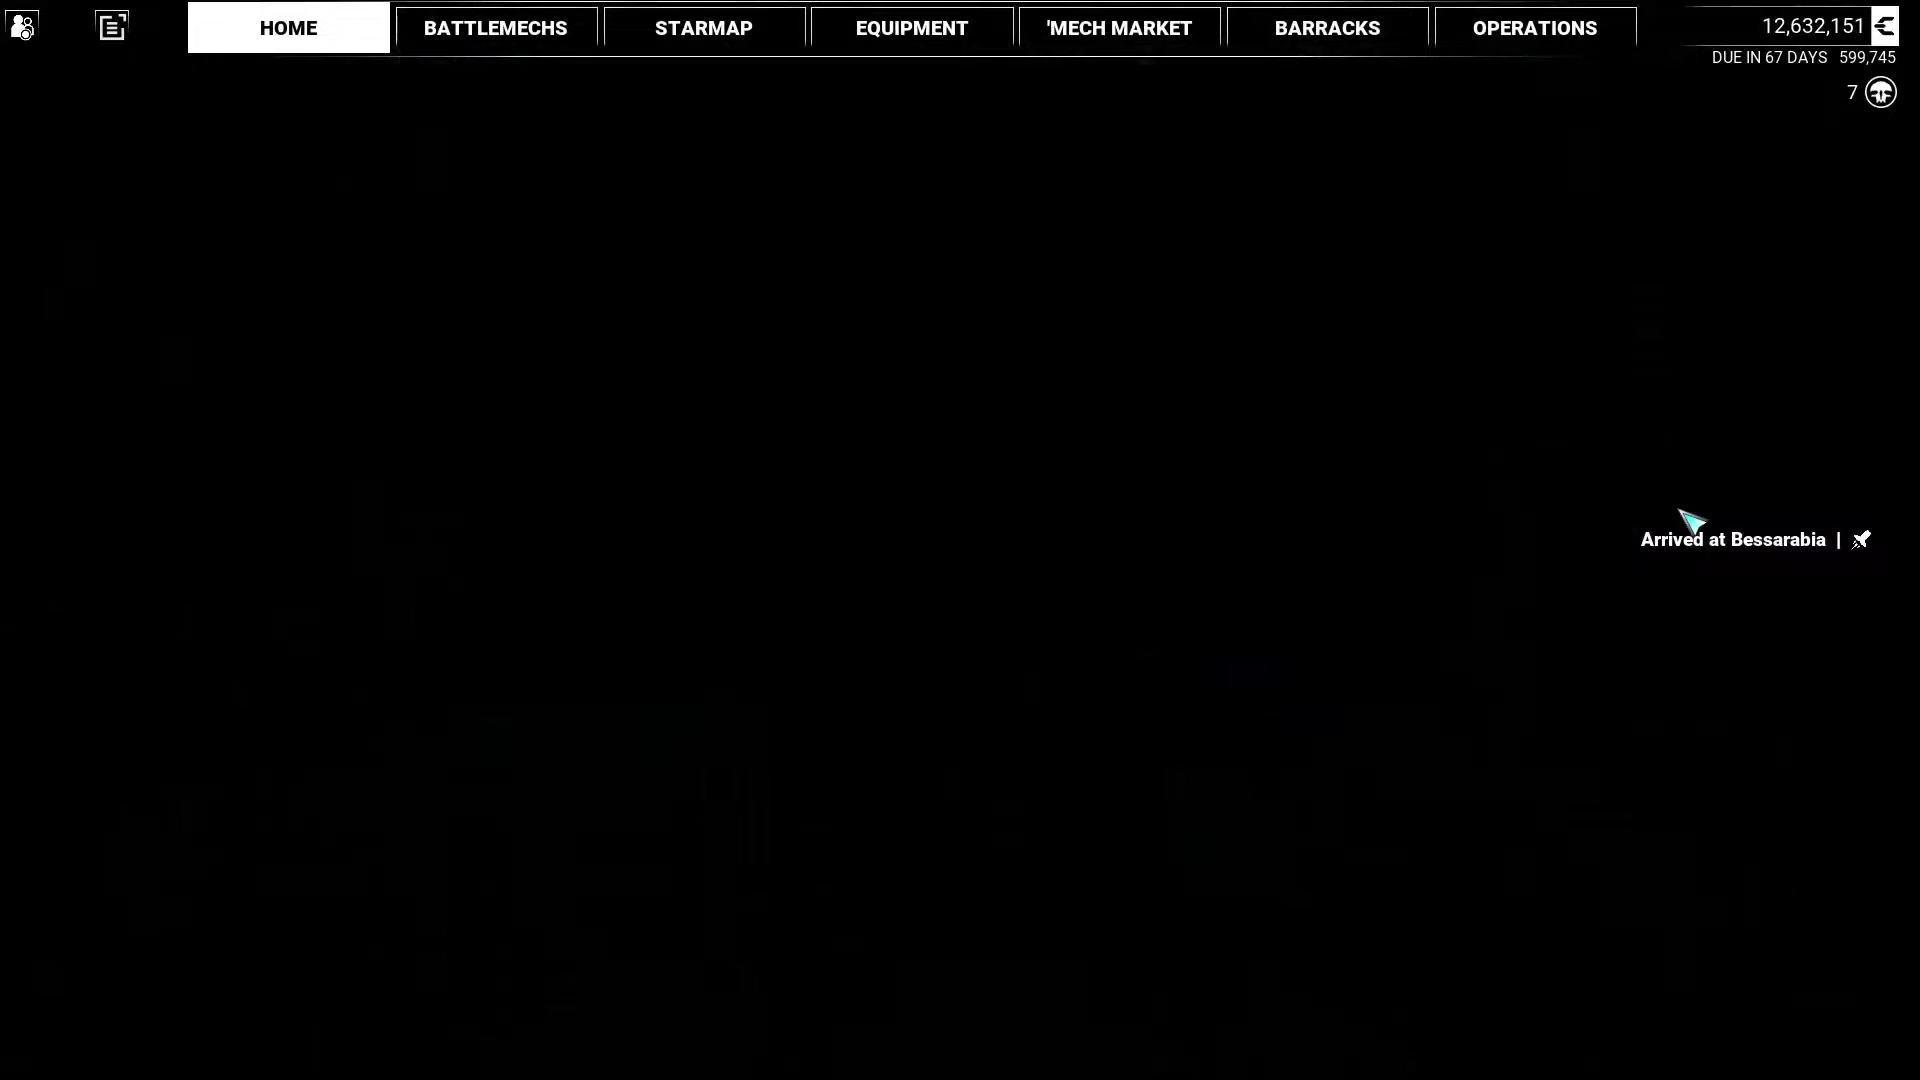 HOME
BATTLEMECHS
STARMAP
EQUIPMENT
'MECH MARKET
BARRACKS
OPERATIONS
12,632,151
DUE IN 67 DAYS 599,745
7
Arrived at Bessarabia |